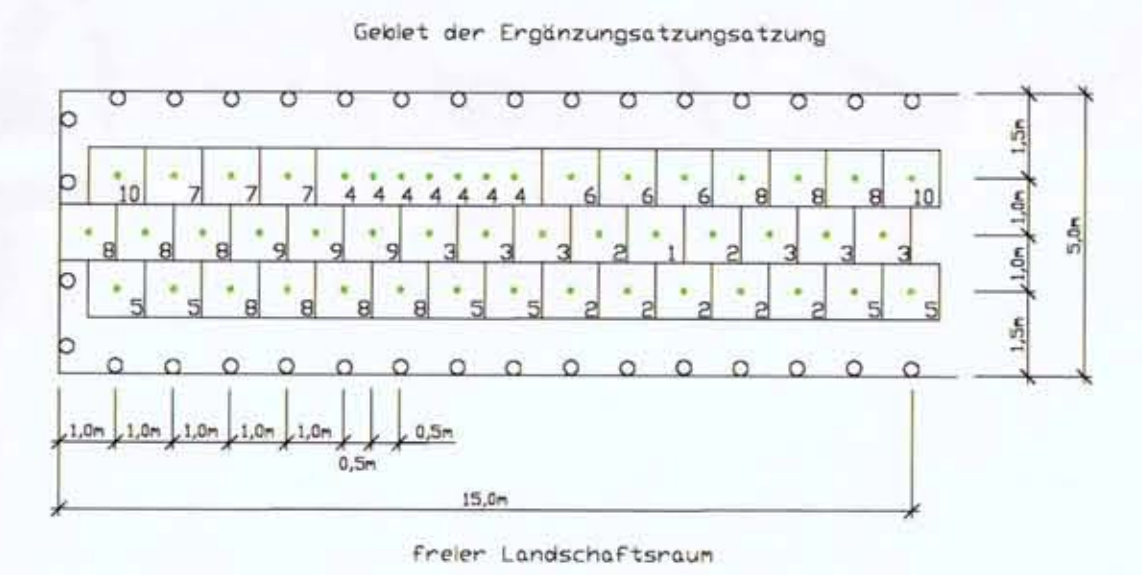 Gebiet der Ergänzungsatzungsatzung
1,5m
10 7 7 7 4 4 4 4 4 4 4 6 6 6 8 8 8 10
1,0m
8 8 8 9 9 9 3 3 3 2 1 2 3 3 3
5,0m
1,0m
5 5 8 8 8 8 5 5 2 2 2 2 2 5 5
1,5m
1,0m 1,0m 1,0m 1,0m 1,0m 0,5m
0,5m
15,0m
freier Landschaftsraum